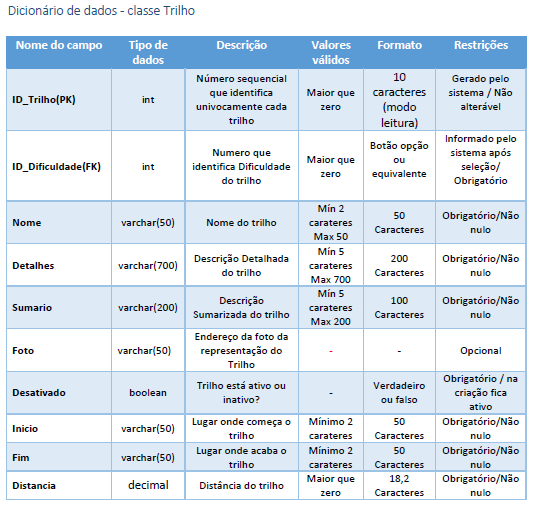 Dicionário de dados - classe Trilho
Nome do campo | Tipo de dados | Descrição | Valores válidos | Formato | Restrições
ID_Trilho(PK) | int | Número sequencial que identifica univocamente cada trilho | Maior que zero | 10 caracteres (modo leitura) | Gerado pelo sistema / Não alterável
ID_Dificuldade(FK) | int | Numero que identifica Dificuldade do trilho | Maior que zero | Botão opção ou equivalente | Informado pelo sistema após seleção/ Obrigatório
Nome | varchar(50) | Nome do trilho | Mín 2 carateres Max 50 | 50 Caracteres | Obrigatório/Não nulo
Detalhes | varchar(700) | Descrição Detalhada do trilho | Mín 5 carateres Max 700 | 200 Caracteres | Obrigatório/Não nulo
Sumario | varchar(200) | Descrição Sumarizada do trilho | Mín 5 carateres Max 200 | 100 Caracteres | Obrigatório/Não nulo
Foto | varchar(50) | Endereço da foto da representação do Trilho | - | - | Opcional
Desativado | boolean | Trilho está ativo ou inativo? | - | Verdadeiro ou falso | Obrigatório / na criação fica ativo
Inicio | varchar(50) | Lugar onde começa o trilho | Mínimo 2 carateres | 50 Caracteres | Obrigatório/Não nulo
Fim | varchar(50) | Lugar onde acaba o trilho | Mínimo 2 carateres | 50 Caracteres | Obrigatório/Não nulo
Distancia | decimal | Distância do trilho | Maior que zero | 18,2 Caracteres | Obrigatório/Não nulo